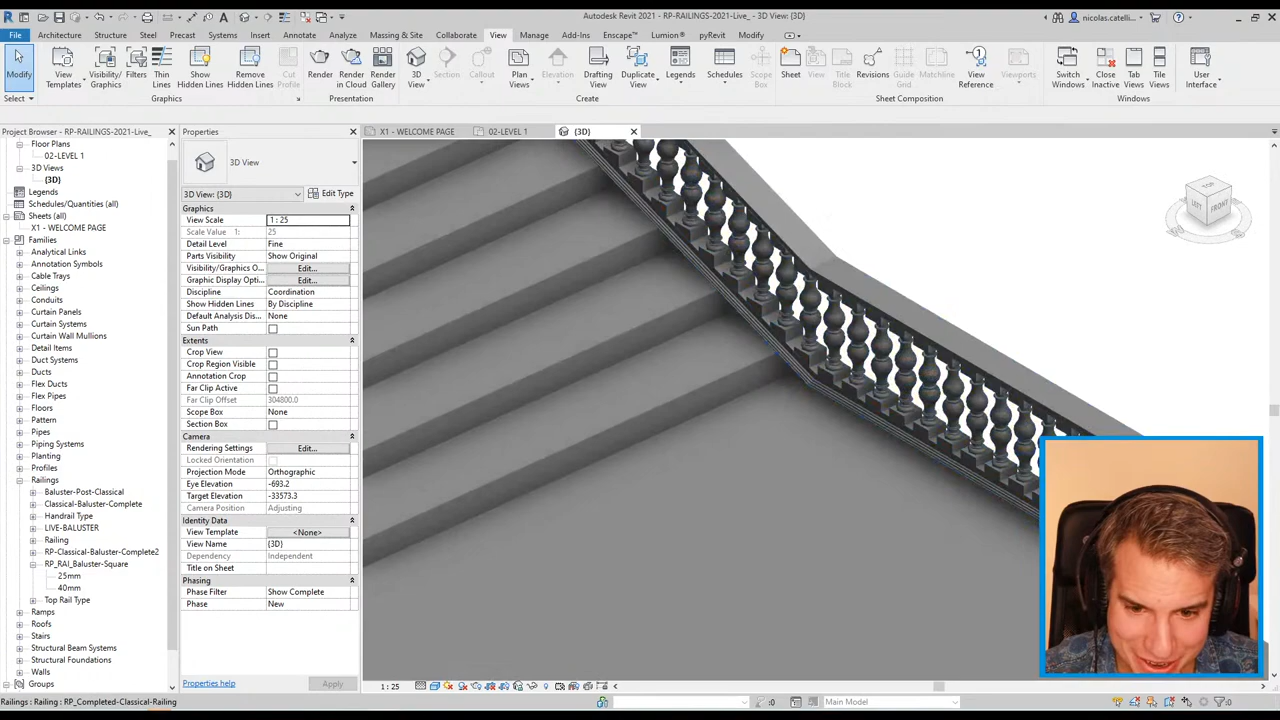 Autodesk Revit 2021 - RP-RAILINGS-2021-Live_ - 3D View: {3D}
nicolas.catelli...
File Architecture Structure Steel Precast Systems Insert Annotate Analyze Massing & Site Collaborate View Manage Add-Ins Enscape™ Lumion® pyRevit Modify
Modify View Templates Visibility/ Graphics Filters Thin Lines Show Hidden Lines Remove Hidden Lines Cut Profile Render Render in Cloud Render Gallery 3D View Section Callout Plan Views Elevation Drafting View Duplicate View Legends Schedules Scope Box Sheet View Title Block Revisions Guide Grid Matchline View Reference Viewports Switch Windows Close Inactive Tab Views Tile Views User Interface
Select Graphics Presentation Create Sheet Composition Windows
Project Browser - RP-RAILINGS-2021-Live_
Floor Plans
02-LEVEL 1
3D Views
{3D}
Legends
Schedules/Quantities (all)
Sheets (all)
X1 - WELCOME PAGE
Families
Analytical Links
Annotation Symbols
Cable Trays
Ceilings
Conduits
Curtain Panels
Curtain Systems
Curtain Wall Mullions
Detail Items
Duct Systems
Ducts
Flex Ducts
Flex Pipes
Floors
Pattern
Pipes
Piping Systems
Planting
Profiles
Railings
Baluster-Post-Classical
Classical-Baluster-Complete
Handrail Type
LIVE-BALUSTER
Railing
RP-Classical-Baluster-Complete2
RP_RAI_Baluster-Square
25mm
40mm
Top Rail Type
Ramps
Roofs
Stairs
Structural Beam Systems
Structural Foundations
Walls
Groups
Properties
3D View
3D View: {3D} Edit Type
Graphics
View Scale 1 : 25
Scale Value 1: 25
Detail Level Fine
Parts Visibility Show Original
Visibility/Graphics O... Edit...
Graphic Display Opti... Edit...
Discipline Coordination
Show Hidden Lines By Discipline
Default Analysis Dis... None
Sun Path
Extents
Crop View
Crop Region Visible
Annotation Crop
Far Clip Active
Far Clip Offset 304800.0
Scope Box None
Section Box
Camera
Rendering Settings Edit...
Locked Orientation
Projection Mode Orthographic
Eye Elevation -693.2
Target Elevation -33573.3
Camera Position Adjusting
Identity Data
View Template <None>
View Name {3D}
Dependency Independent
Title on Sheet
Phasing
Phase Filter Show Complete
Phase New
Properties help Apply
X1 - WELCOME PAGE 02-LEVEL 1 {3D}
TOP
LEFT FRONT
1 : 25
Railings : Railing : RP_Completed-Classical-Railing
:0 Main Model :0